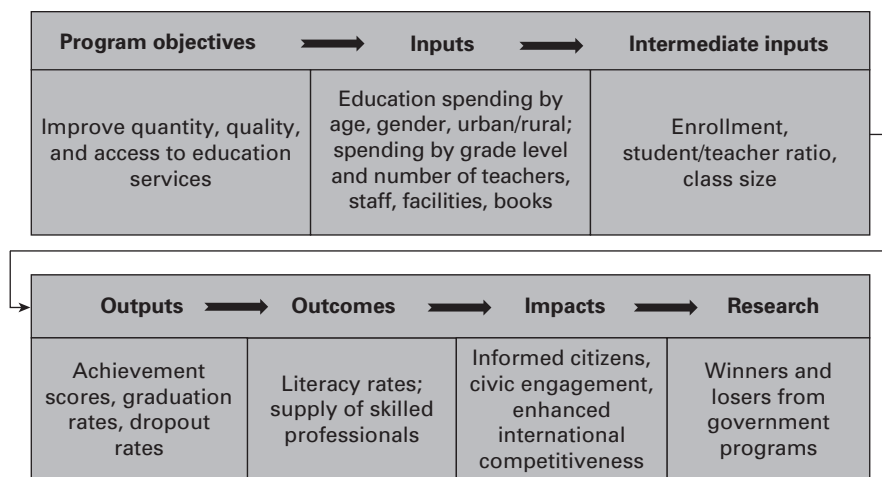 Program objectives
Inputs
Intermediate inputs
Improve quantity, quality,
and access to education
services
Education spending by
age, gender, urban/rural;
spending by grade level
and number of teachers,
staff, facilities, books
Enrollment,
student/teacher ratio,
class size
Outputs
Outcomes
Impacts
Research
Achievement
scores, graduation
rates, dropout
rates
Literacy rates;
supply of skilled
professionals
Informed citizens,
civic engagement,
enhanced
international
competitiveness
Winners and
losers from
government
programs